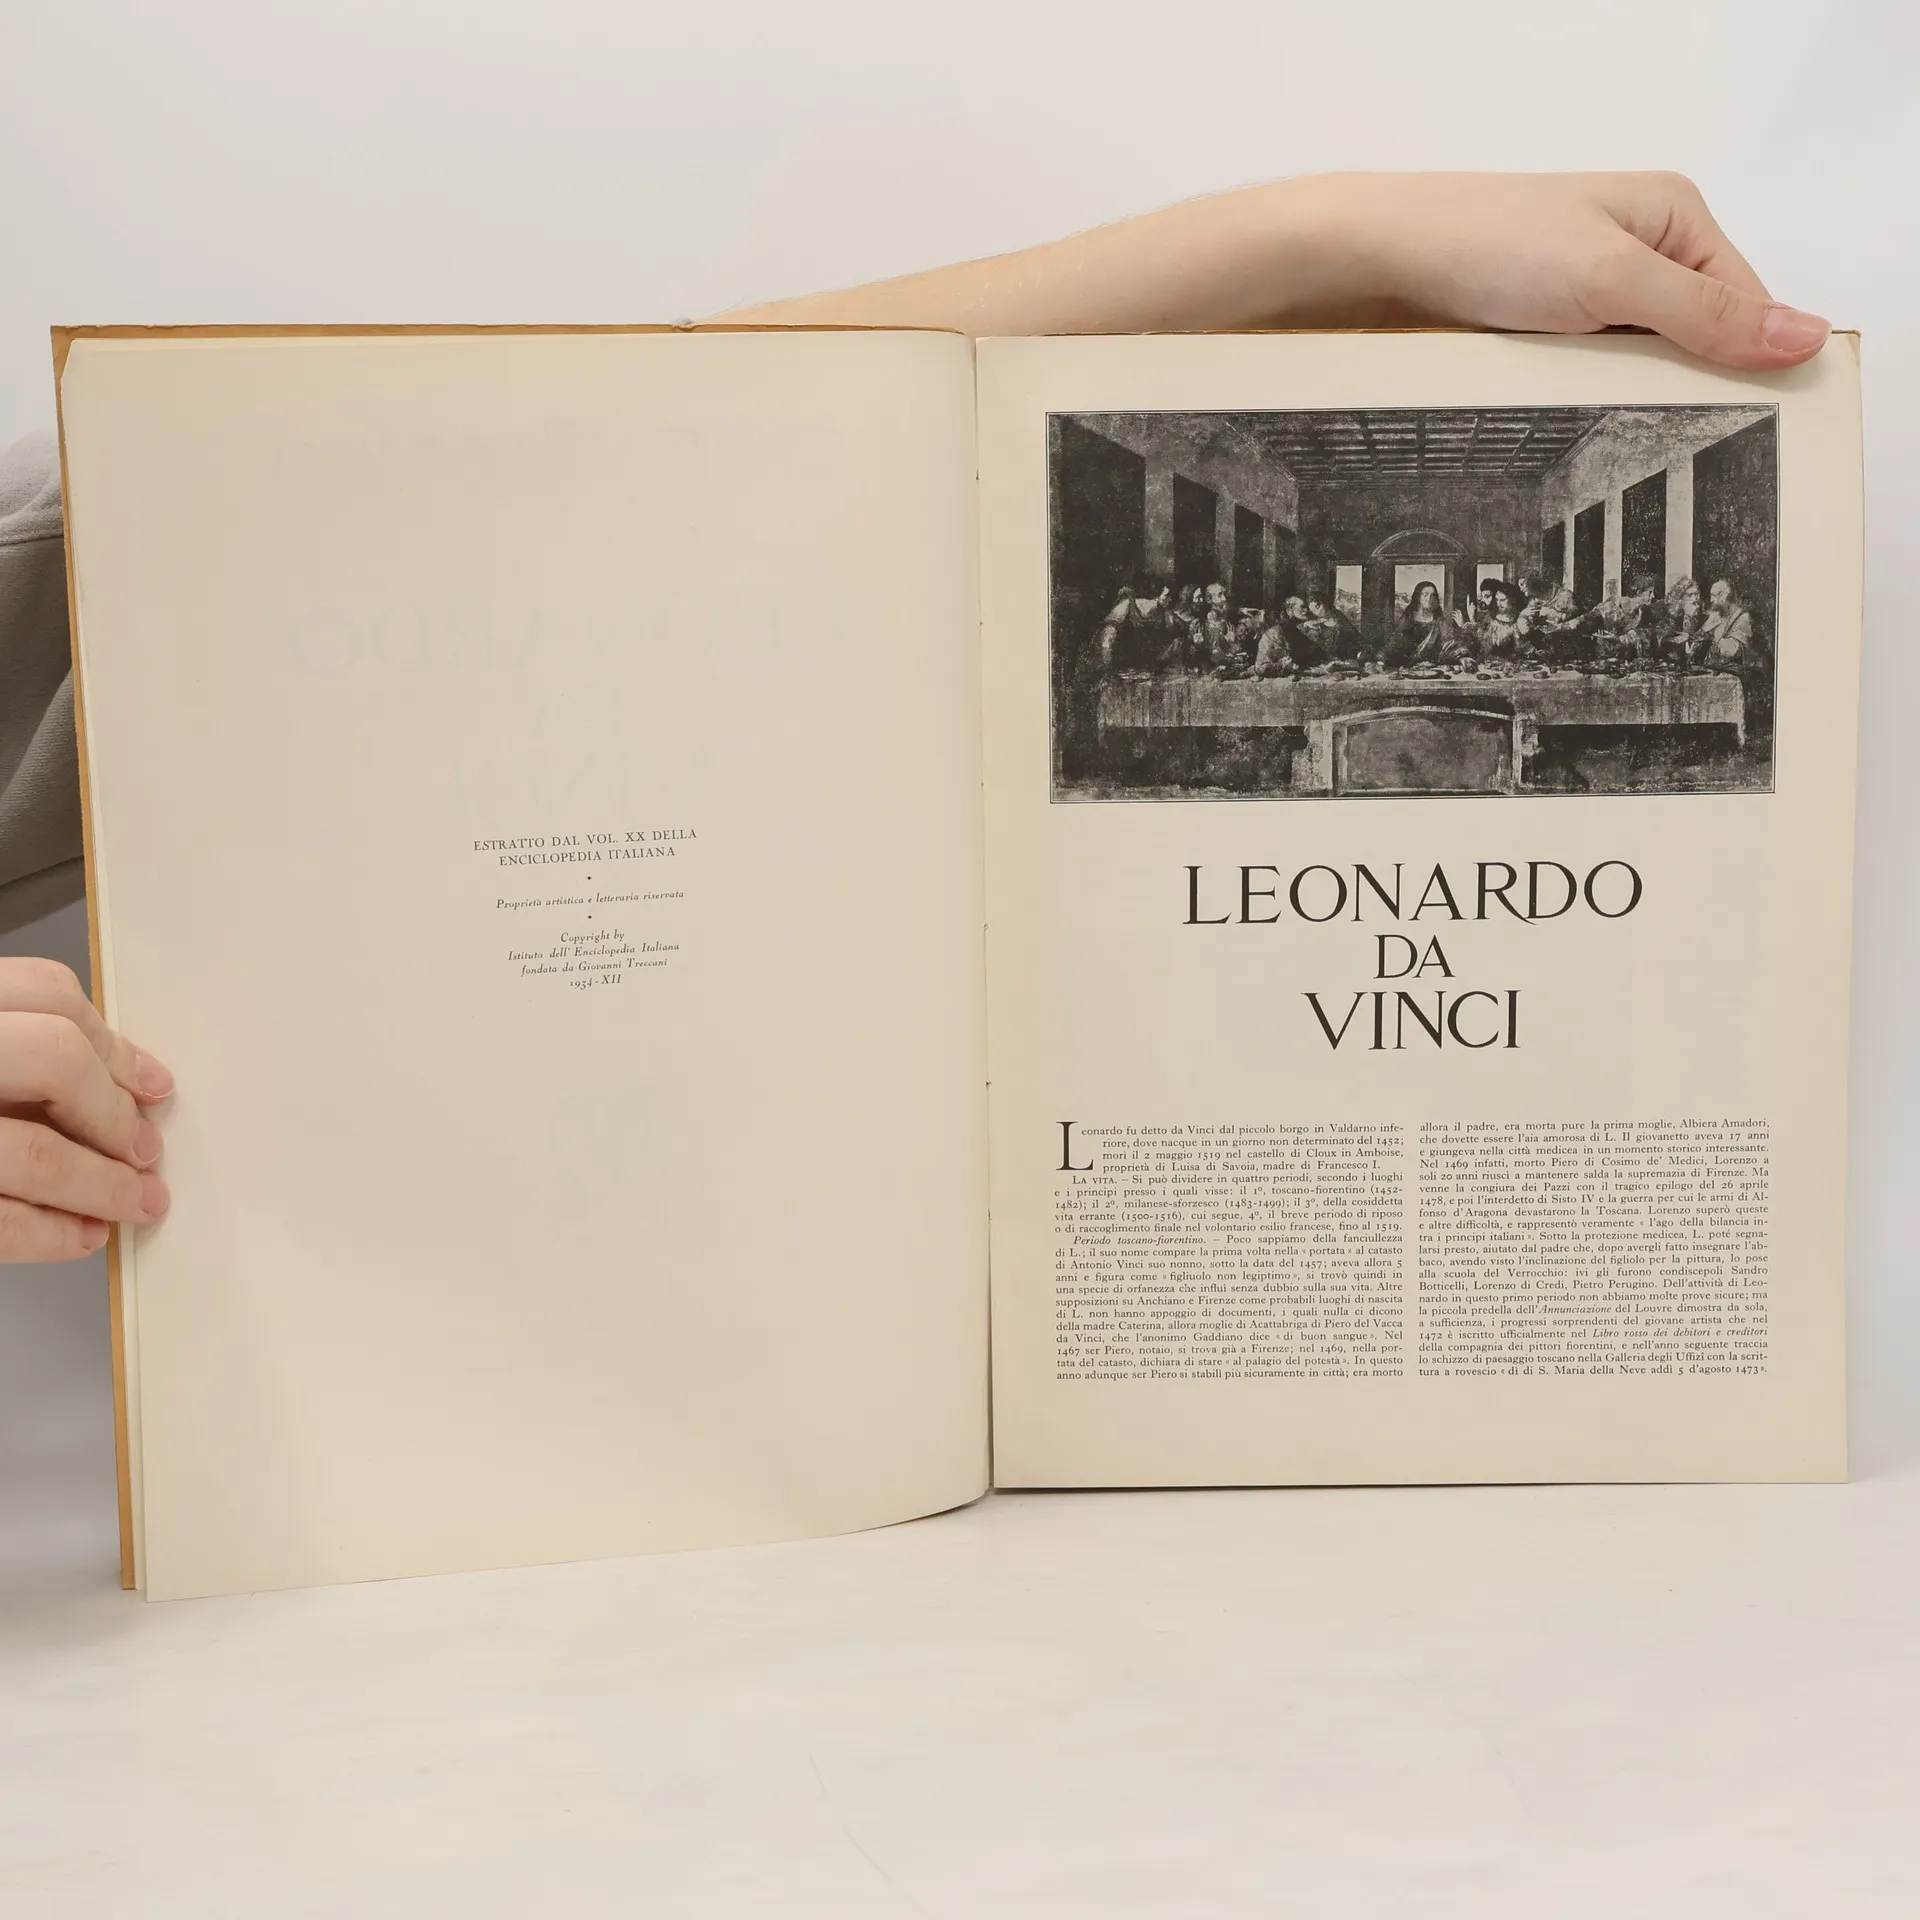 ESTRATTO DAL VOL. XX DELLA
ENCICLOPEDIA ITALIANA
•
Proprietà artistica e letteraria riservata
•
Copyright by
Istituto dell' Enciclopedia Italiana
fondata da Giovanni Treccani
1934-XII
LEONARDO
DA
VINCI
Leonardo fu detto da Vinci dal piccolo borgo in Valdarno infe-
riore, dove nacque in un giorno non determinato del 1452;
morì il 2 maggio 1519 nel castello di Cloux in Amboise,
proprietà di Luisa di Savoia, madre di Francesco I.
LA VITA. – Si può dividere in quattro periodi, secondo i luoghi
e i principi presso i quali visse: il 1º, toscano-fiorentino (1452-
1482); il 2º, milanese-sforzesco (1483-1499); il 3º, della cosiddetta
vita errante (1500-1516), cui segue, 4º, il breve periodo di riposo
o di raccoglimento finale nel volontario esilio francese, fino al 1519.
Periodo toscano-fiorentino. – Poco sappiamo della fanciullezza
di L.; il suo nome compare la prima volta nella « portata » al catasto
di Antonio Vinci suo nonno, sotto la data del 1457; aveva allora 5
anni e figura come « figliuolo non legiptimo », si trovò quindi in
una specie di orfanezza che influì senza dubbio sulla sua vita. Altre
supposizioni su Anchiano e Firenze come probabili luoghi di nascita
di L. non hanno appoggio di documenti, i quali nulla ci dicono
della madre Caterina, allora moglie di Acattabriga di Piero del Vacca
da Vinci, che l'anonimo Gaddiano dice « di buon sangue ». Nel
1467 ser Piero, notaio, si trova già a Firenze; nel 1469, nella por-
tata del catasto, dichiara di stare « al palagio del potestà ». In questo
anno adunque ser Piero si stabilì più sicuramente in città; era morto
allora il padre, era morta pure la prima moglie, Albiera Amadori,
che dovette essere l'aia amorosa di L. Il giovanetto aveva 17 anni
e giungeva nella città medicea in un momento storico interessante.
Nel 1469 infatti, morto Piero di Cosimo de' Medici, Lorenzo a
soli 20 anni riuscì a mantenere salda la supremazia di Firenze. Ma
venne la congiura dei Pazzi con il tragico epilogo del 26 aprile
1478, e poi l'interdetto di Sisto IV e la guerra per cui le armi di Al-
fonso d'Aragona devastarono la Toscana. Lorenzo superò queste
e altre difficoltà, e rappresentò veramente « l'ago della bilancia in-
tra i principi italiani ». Sotto la protezione medicea, L. poté segna-
larsi presto, aiutato dal padre che, dopo avergli fatto insegnare l'ab-
baco, avendo visto l'inclinazione del figliolo per la pittura, lo pose
alla scuola del Verrocchio: ivi gli furono condiscepoli Sandro
Botticelli, Lorenzo di Credi, Pietro Perugino. Dell'attività di Leo-
nardo in questo primo periodo non abbiamo molte prove sicure; ma
la piccola predella dell'Annunciazione del Louvre dimostra da sola,
a sufficienza, i progressi sorprendenti del giovane artista che nel
1472 è iscritto ufficialmente nel Libro rosso dei debitori e creditori
della compagnia dei pittori fiorentini, e nell'anno seguente traccia
lo schizzo di paesaggio toscano nella Galleria degli Uffizî con la scrit-
tura a rovescio « dì di S. Maria della Neve addì 5 d'agosto 1473 ».